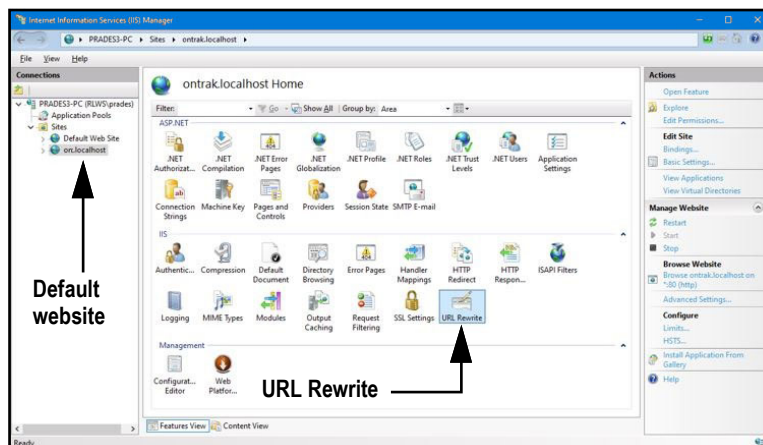 Internet Information Services (IIS) Manager
PRADES3-PC ▸ Sites ▸ ontrak.localhost ▸
File View Help
Connections
PRADES3-PC (RLWS\prades)
Application Pools
Sites
Default Web Site
on.localhost
Default
website
ontrak.localhost Home
Filter: Go Show All Group by: Area
ASP.NET
.NET Authorizat...
.NET Compilation
.NET Error Pages
.NET Globalization
.NET Profile
.NET Roles
.NET Trust Levels
.NET Users
Application Settings
Connection Strings
Machine Key
Pages and Controls
Providers
Session State
SMTP E-mail
IIS
Authentic...
Compression
Default Document
Directory Browsing
Error Pages
Handler Mappings
HTTP Redirect
HTTP Respon...
ISAPI Filters
Logging
MIME Types
Modules
Output Caching
Request Filtering
SSL Settings
URL Rewrite
Management
Configurat... Editor
Web Platfor...
URL Rewrite
Features View Content View
Actions
Open Feature
Explore
Edit Permissions...
Edit Site
Bindings...
Basic Settings...
View Applications
View Virtual Directories
Manage Website
Restart
Start
Stop
Browse Website
Browse ontrak.localhost on
*:80 (http)
Advanced Settings...
Configure
Limits...
HSTS...
Install Application From
Gallery
Help
Ready